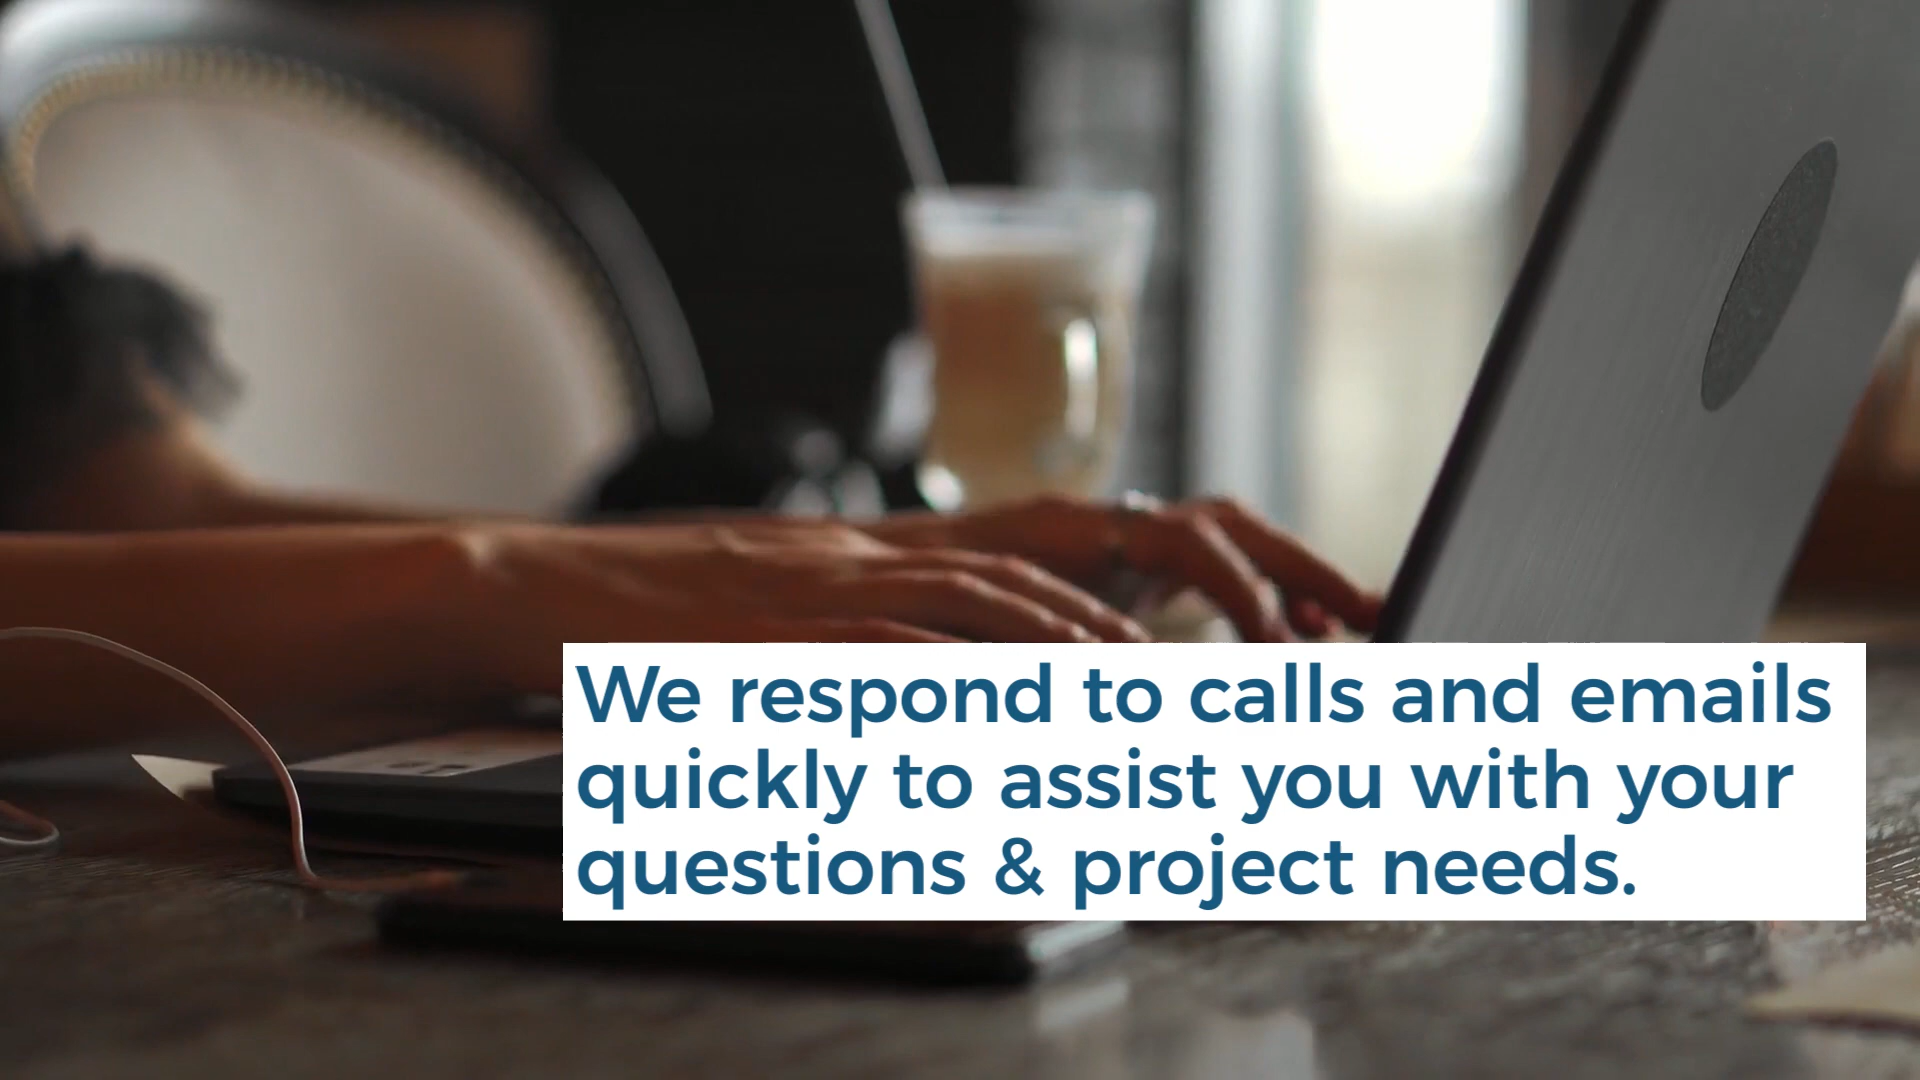 We respond to calls and emails
quickly to assist you with your
questions & project needs.